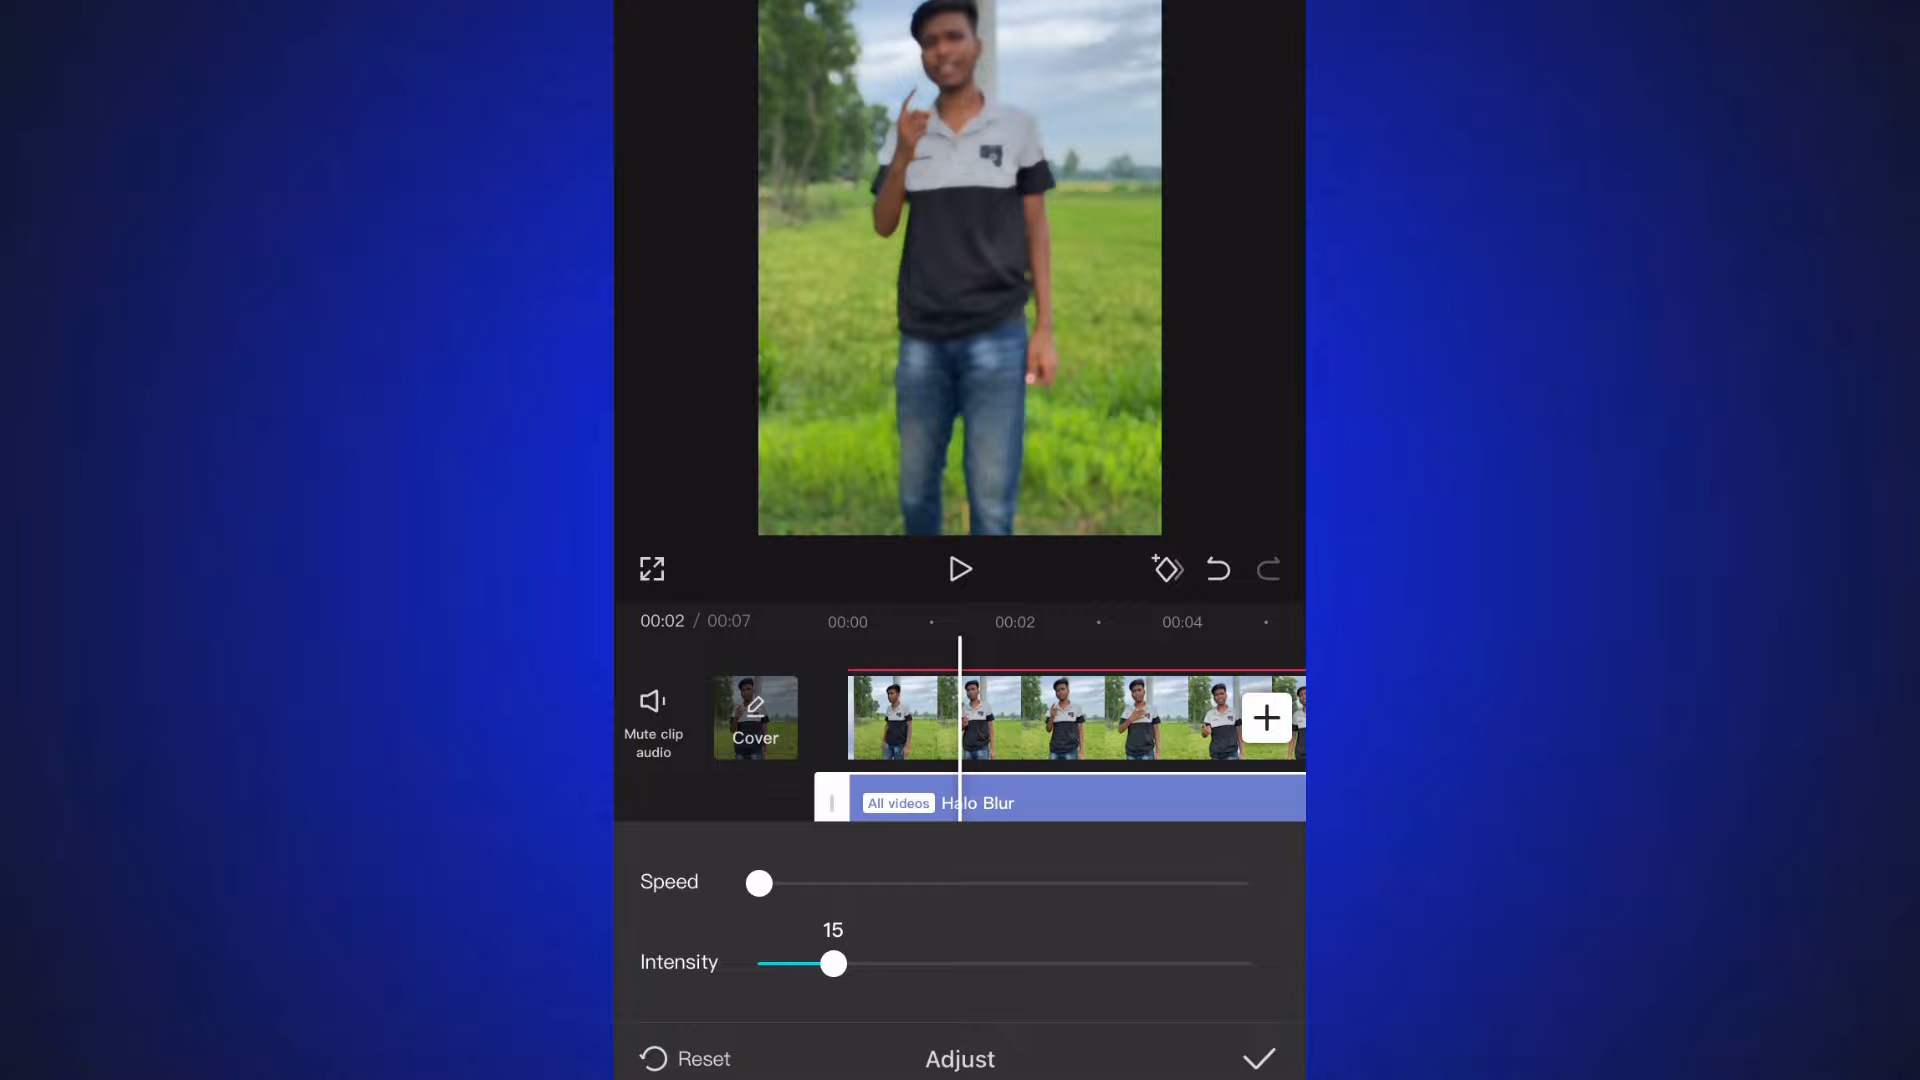 00:02 / 00:07
00:00
00:02
00:04
Mute clip
audio
Cover
All videos Halo Blur
Speed
15
Intensity
Reset
Adjust